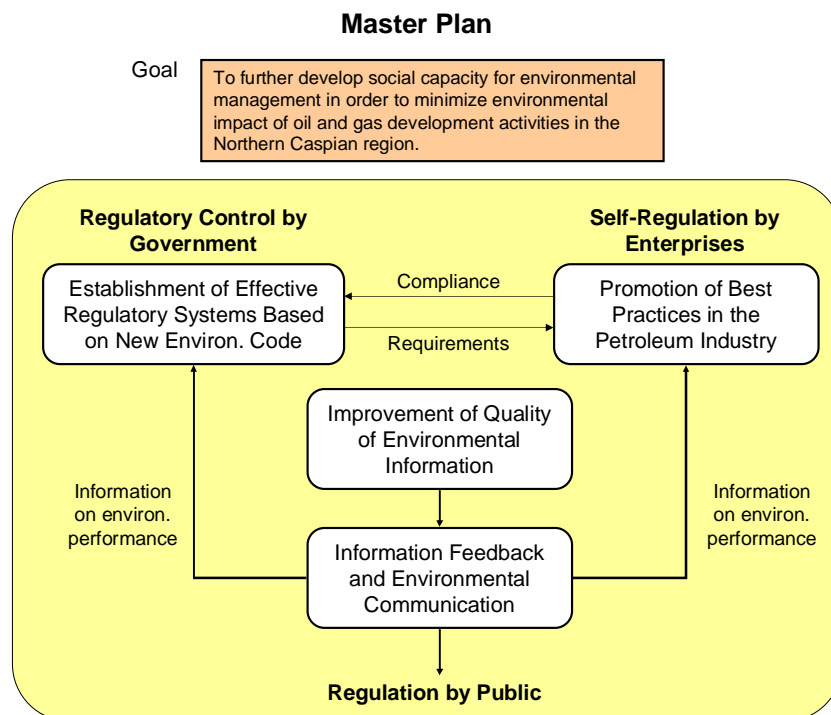 Master Plan
Goal
To further develop social capacity for environmental
management in order to minimize environmental
impact of oil and gas development activities in the
Northern Caspian region.
Regulatory Control by
Government
Self-Regulation by
Enterprises
Establishment of Effective
Regulatory Systems Based
on New Environ. Code
Compliance
Requirements
Promotion of Best
Practices in the
Petroleum Industry
Improvement of Quality
of Environmental
Information
Information
on environ.
performance
Information
on environ.
performance
Information Feedback
and Environmental
Communication
Regulation by Public